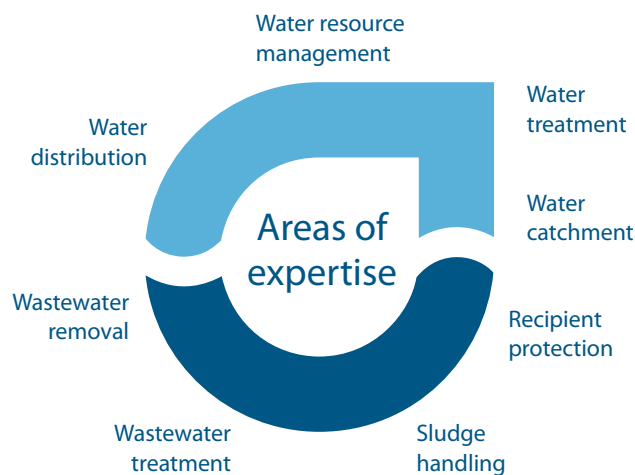 Water resource
management
Water
treatment
Water
distribution
Water
catchment
Areas of
expertise
Wastewater
removal
Recipient
protection
Wastewater
treatment
Sludge
handling